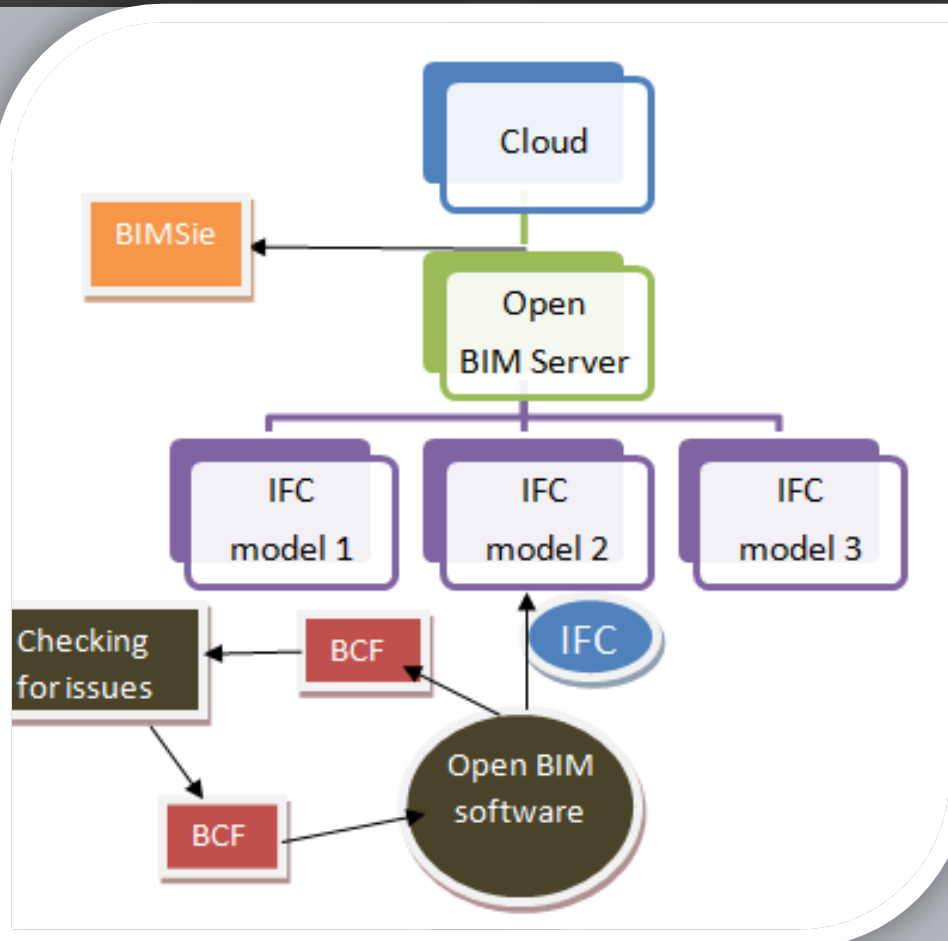 Cloud
BIMSie
Open
BIM Server
IFC
model 1
IFC
model 2
IFC
model 3
Checking
for issues
BCF
IFC
Open BIM
software
BCF